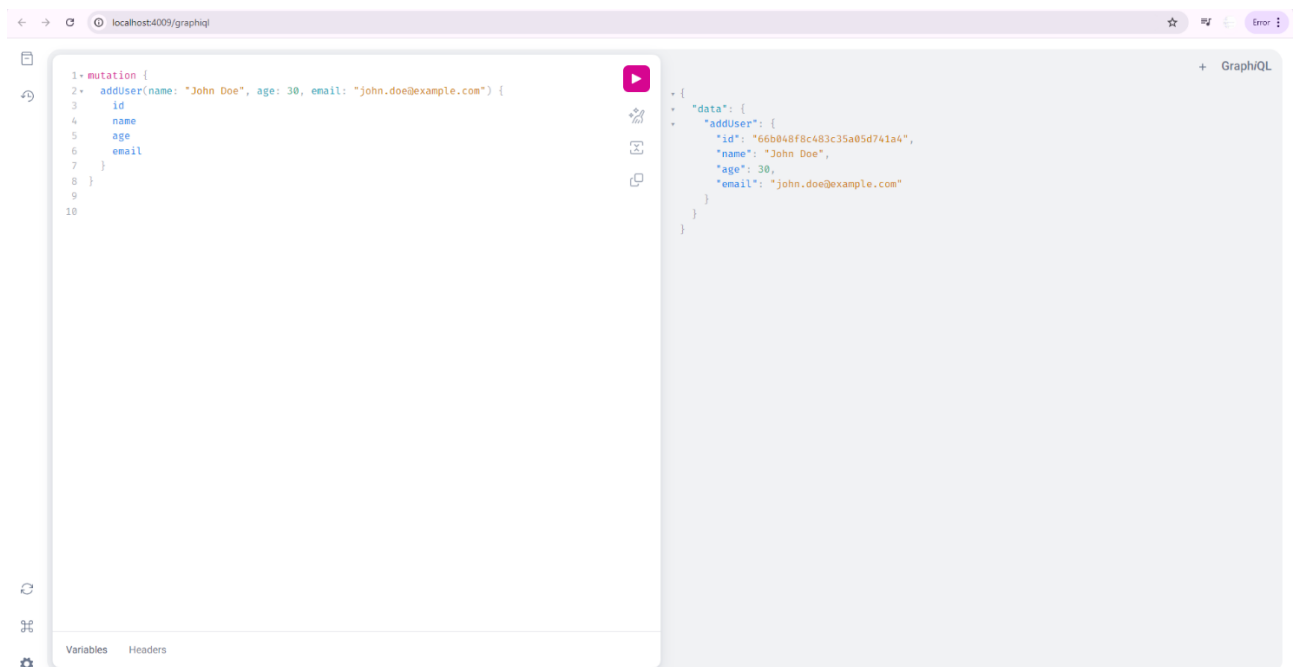 localhost:4009/graphiql
Error
1 mutation {
2 addUser(name: "John Doe", age: 30, email: "john.doe@example.com") {
3 id
4 name
5 age
6 email
7 }
8 }
9
10
+ GraphiQL
{
"data": {
"addUser": {
"id": "66b048f8c483c35a05d741a4",
"name": "John Doe",
"age": 30,
"email": "john.doe@example.com"
}
}
}
Variables Headers